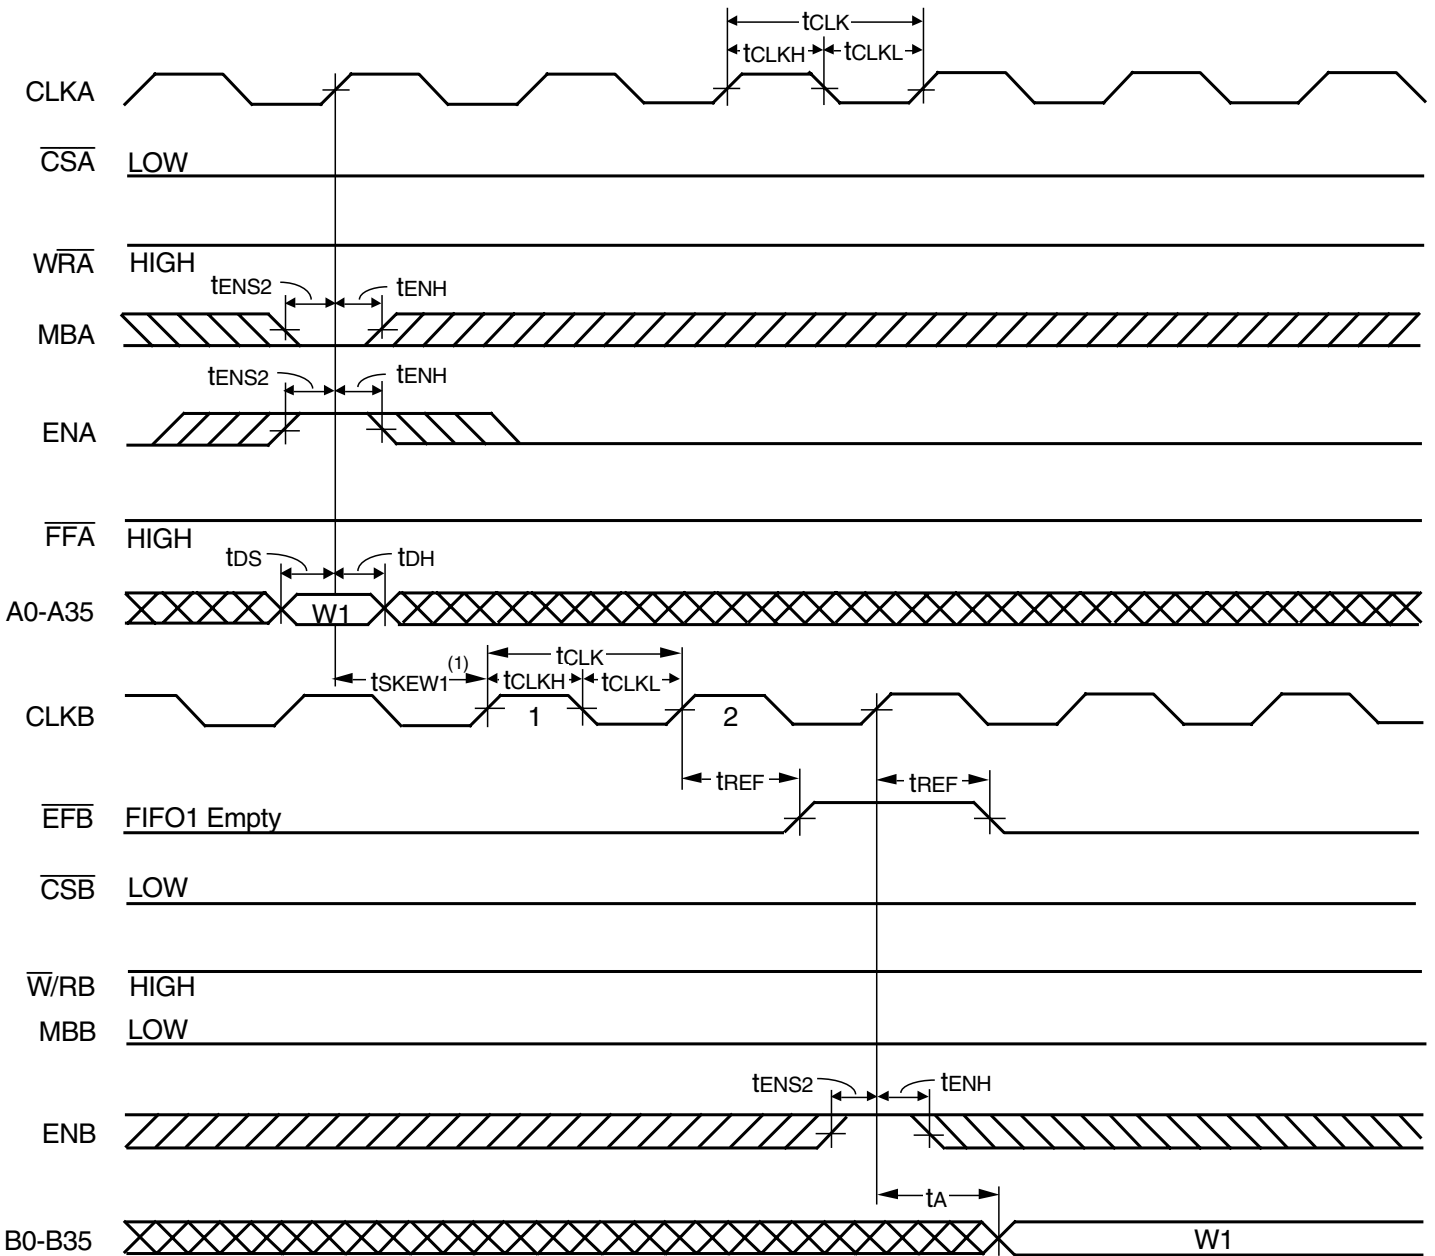 tCLK
tCLKH tCLKL
CLKA
CSA LOW
WRA HIGH
tENS2 tENH
MBA
tENS2 tENH
ENA
FFA HIGH
tDS tDH
A0-A35 W1
tSKEW1(1) tCLK
tCLKH tCLKL
CLKB 1 2
tREF tREF
EFB FIFO1 Empty
CSB LOW
W/RB HIGH
MBB LOW
tENS2 tENH
ENB
tA
B0-B35 W1